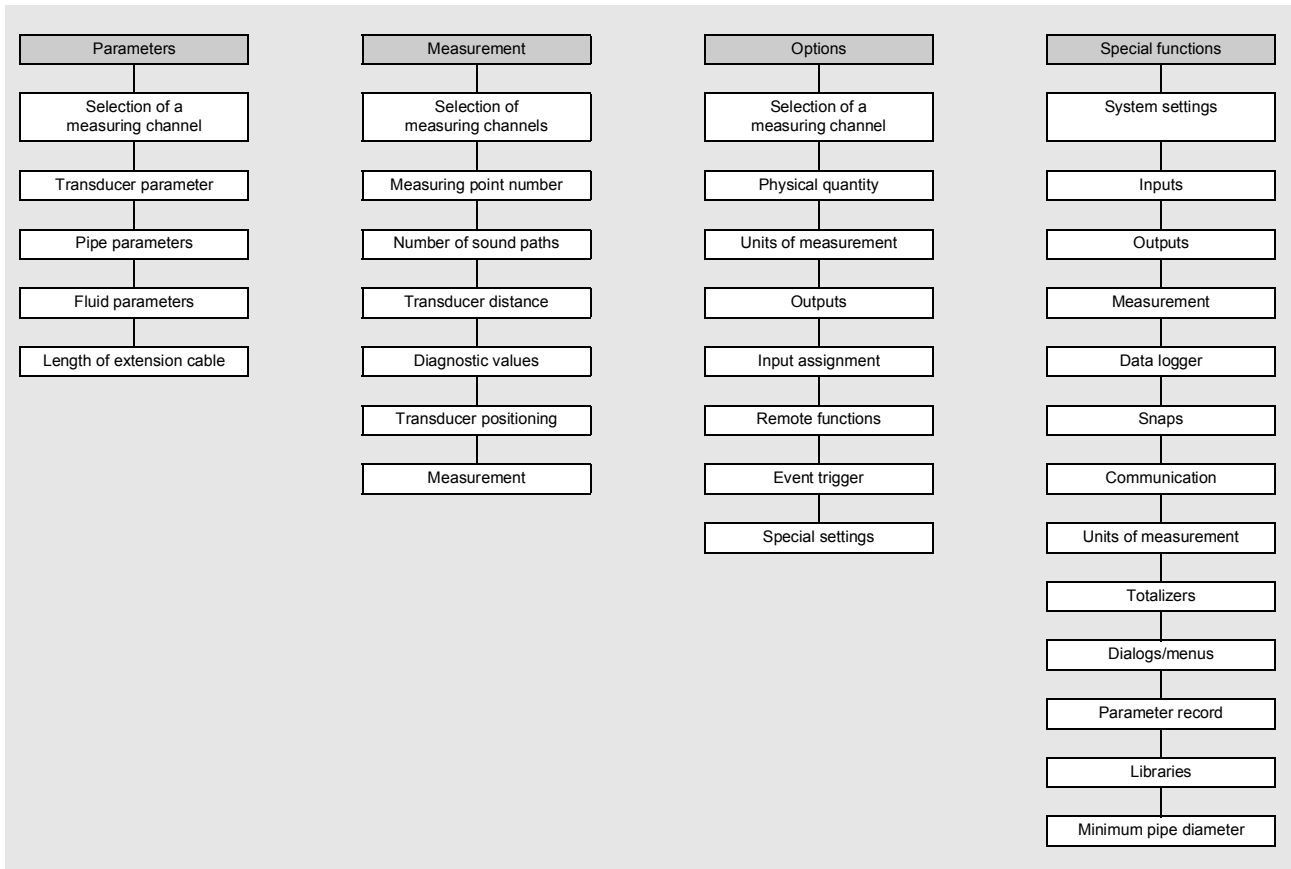 Parameters
Selection of a
measuring channel
Transducer parameter
Pipe parameters
Fluid parameters
Length of extension cable
Measurement
Selection of
measuring channels
Measuring point number
Number of sound paths
Transducer distance
Diagnostic values
Transducer positioning
Measurement
Options
Selection of a
measuring channel
Physical quantity
Units of measurement
Outputs
Input assignment
Remote functions
Event trigger
Special settings
Special functions
System settings
Inputs
Outputs
Measurement
Data logger
Snaps
Communication
Units of measurement
Totalizers
Dialogs/menus
Parameter record
Libraries
Minimum pipe diameter